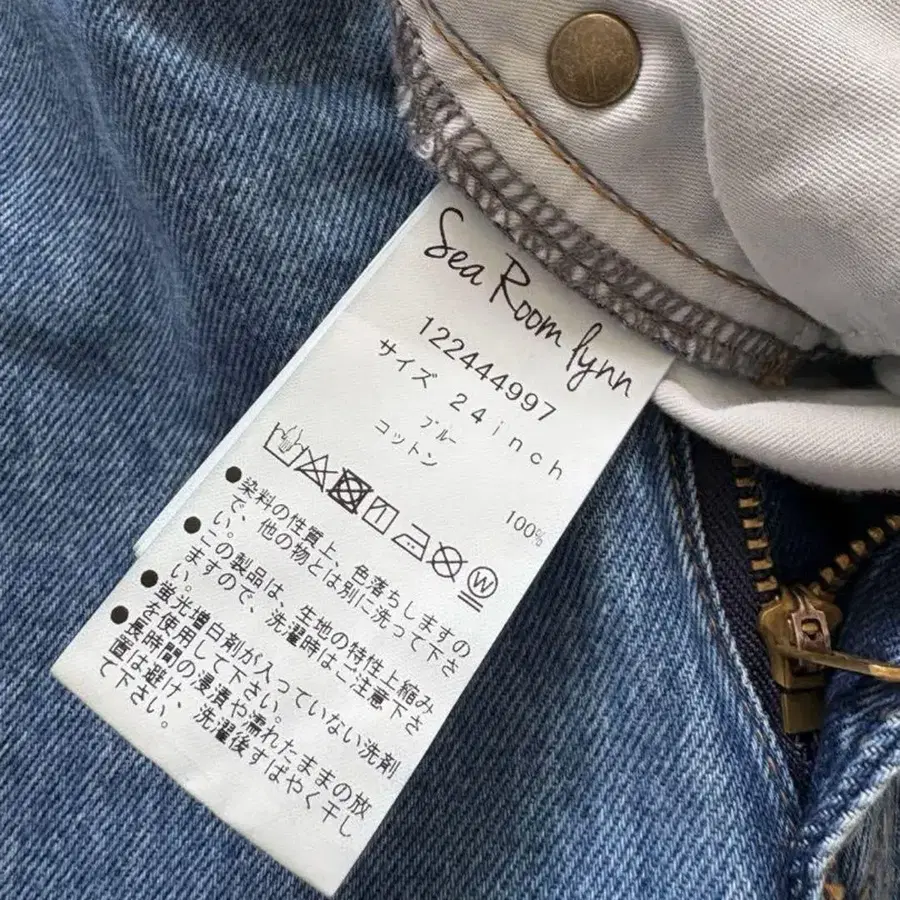 Sea Room lynn
122444997
サイズ 24inch
ブルー
コットン 100%
W
●染料の性質上、色落ちしますの
で、他の物とは別に洗って下さ
い。
●この製品は、生地の特性上縮み
ますので、洗濯時はご注意下さ
い。
●蛍光増白剤が入っていない洗剤
を使用して下さい。
●長時間の浸漬や濡れたままの放
置は避け、洗濯後すばやく干し
て下さい。